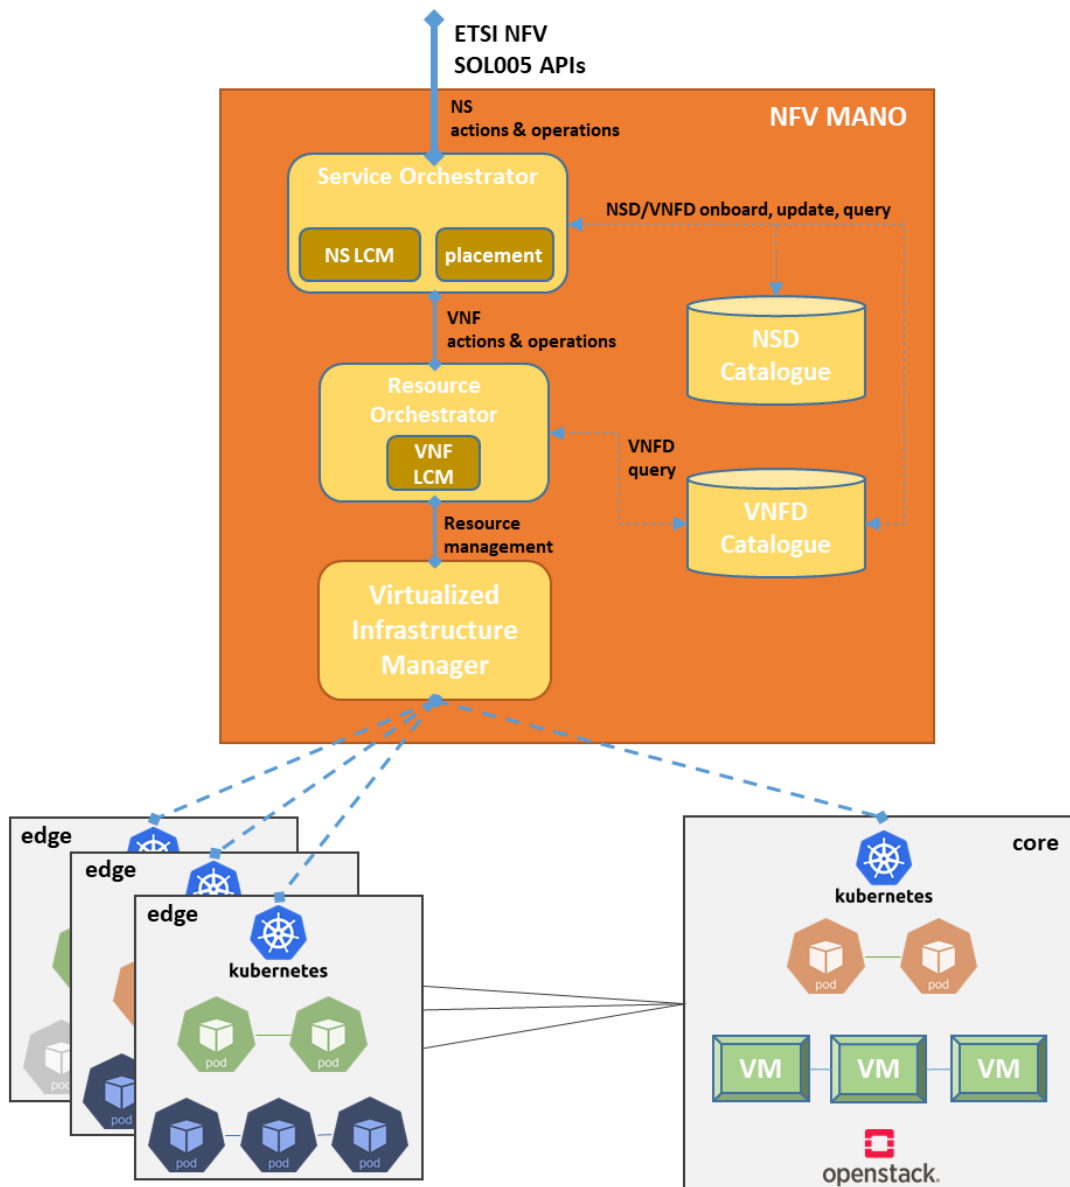 ETSI NFV
SOL005 APIs
NS
actions & operations
NFV MANO
Service Orchestrator
NSD/VNFD onboard, update, query
NS LCM
placement
VNF
actions & operations
NSD
Catalogue
Resource
Orchestrator
VNF
LCM
VNFD
query
VNFD
Catalogue
Resource
management
Virtualized
Infrastructure
Manager
edge
edge
edge
kubernetes
pod
pod
pod
pod
pod
pod
pod
core
kubernetes
pod
pod
VM
VM
VM
openstack.